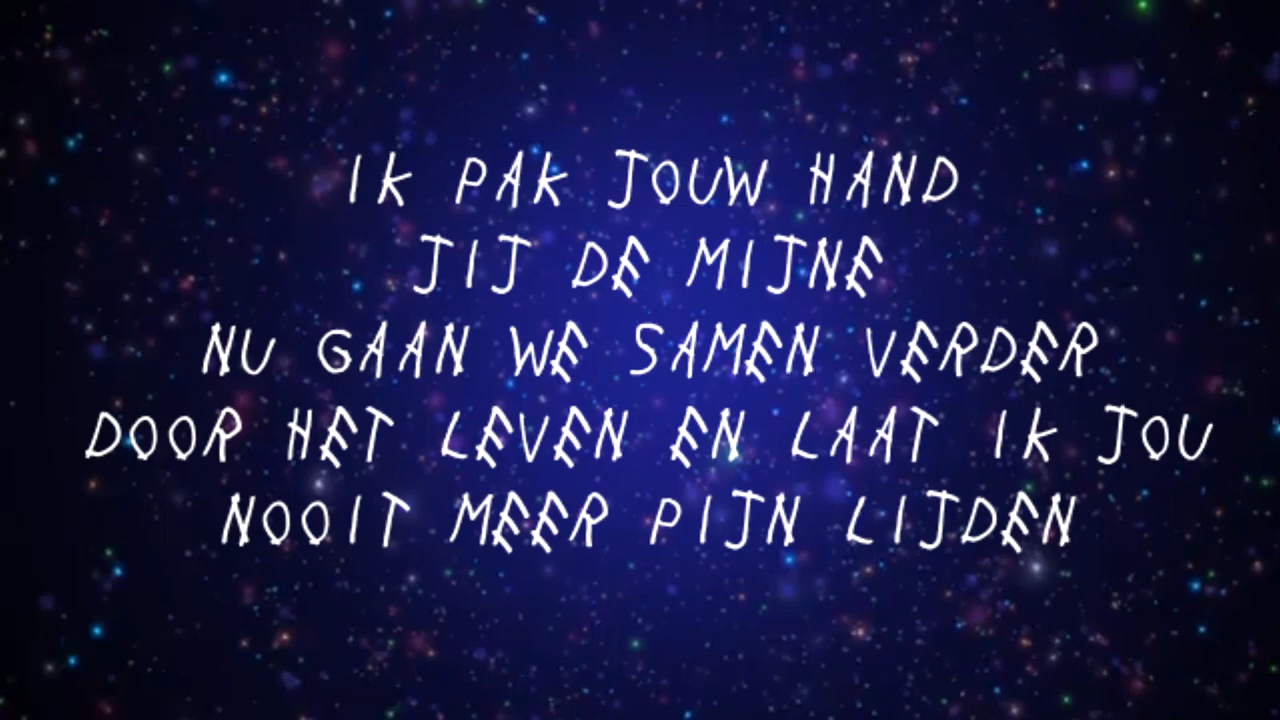 IK PAK JOUW HAND
JIJ DE MIJNE
NU GAAN WE SAMEN VERDER
DOOR HET LEVEN EN LAAT IK JOU
NOOIT MEER PIJN LIJDEN